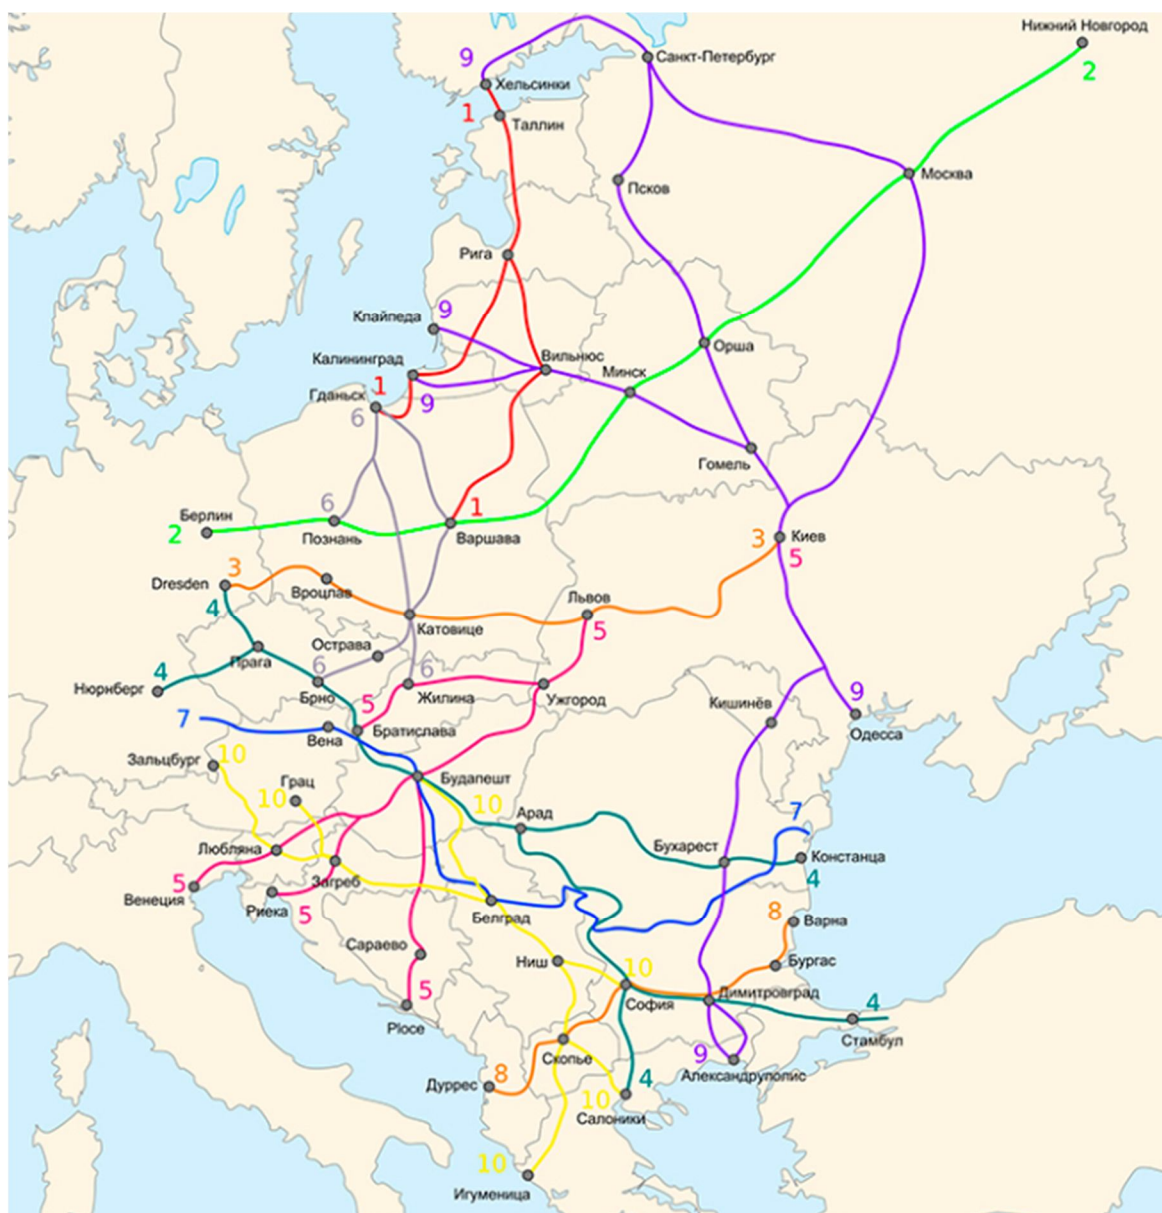 Нижний Новгород
2
9
Санкт-Петербург
Хельсинки
1
Таллин
Москва
Псков
Рига
Клайпеда
9
Орша
Калининград
Вильнюс
Минск
1
Гданьск
9
6
Гомель
6
1
Берлин
2
Познань
Варшава
3
Киев
5
Dresden
3
Вроцлав
4
Львов
5
Катовице
Острава
Прага
6
6
4
Нюрнберг
Брно
5
Жилина
Ужгород
Кишинёв
9
7
Вена
Братислава
Одесса
Зальцбург
10
Грац
10
Будапешт
10
Арад
7
Любляна
Бухарест
Констанца
4
Загреб
5
Венеция
Риека
5
Белград
8
Варна
Сараево
Ниш
10
Бургас
5
София
Димитровград
4
Ploce
Стамбул
Скопье
9
Александруполис
Дуррес
8
4
10
Салоники
10
Игуменица